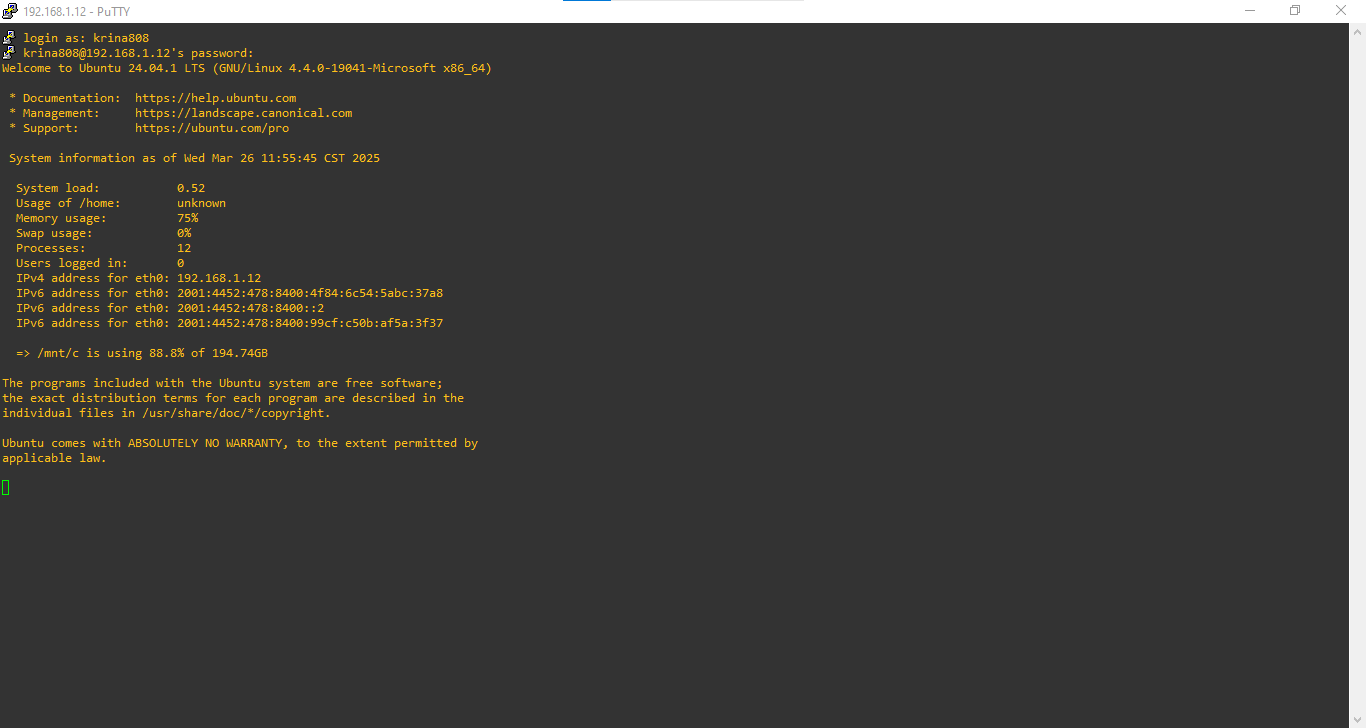 192.168.1.12 - PuTTY
login as: krina808
krina808@192.168.1.12's password:
Welcome to Ubuntu 24.04.1 LTS (GNU/Linux 4.4.0-19041-Microsoft x86_64)
* Documentation:  https://help.ubuntu.com
* Management:     https://landscape.canonical.com
* Support:        https://ubuntu.com/pro
System information as of Wed Mar 26 11:55:45 CST 2025
System load:           0.52
Usage of /home:        unknown
Memory usage:          75%
Swap usage:            0%
Processes:             12
Users logged in:       0
IPv4 address for eth0: 192.168.1.12
IPv6 address for eth0: 2001:4452:478:8400:4f84:6c54:5abc:37a8
IPv6 address for eth0: 2001:4452:478:8400::2
IPv6 address for eth0: 2001:4452:478:8400:99cf:c50b:af5a:3f37
=> /mnt/c is using 88.8% of 194.74GB
The programs included with the Ubuntu system are free software;
the exact distribution terms for each program are described in the
individual files in /usr/share/doc/*/copyright.
Ubuntu comes with ABSOLUTELY NO WARRANTY, to the extent permitted by
applicable law.